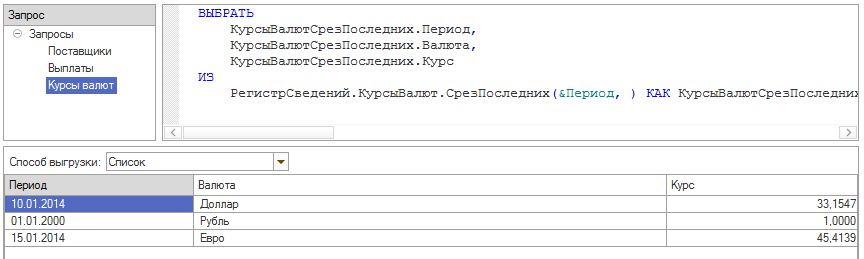 Запрос
Запросы
Поставщики
Выплаты
Курсы валют
ВЫБРАТЬ
КурсыВалютСрезПоследних.Период,
КурсыВалютСрезПоследних.Валюта,
КурсыВалютСрезПоследних.Курс
ИЗ
РегистрСведений.КурсыВалют.СрезПоследних(&Период, ) КАК КурсыВалютСрезПоследних
Способ выгрузки: Список
Период Валюта Курс
10.01.2014 Доллар 33,1547
01.01.2000 Рубль 1,0000
15.01.2014 Евро 45,4139